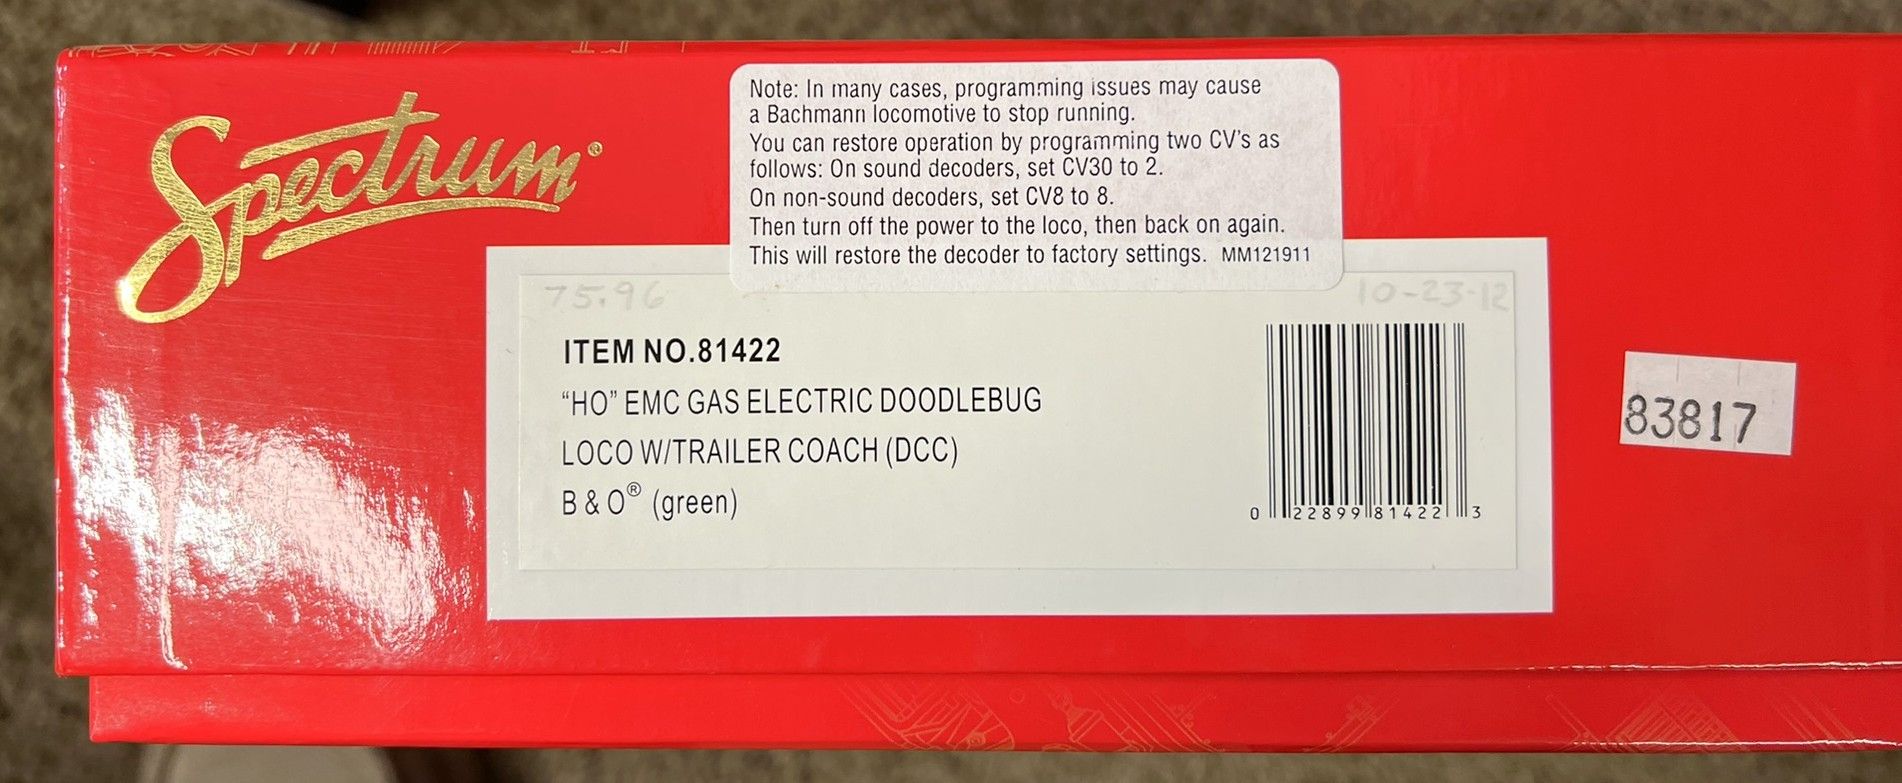 Spectrum®
Note: In many cases, programming issues may cause
a Bachmann locomotive to stop running.
You can restore operation by programming two CV's as
follows: On sound decoders, set CV30 to 2.
On non-sound decoders, set CV8 to 8.
Then turn off the power to the loco, then back on again.
This will restore the decoder to factory settings. MM121911
75.96
10-23-12
ITEM NO.81422
“HO” EMC GAS ELECTRIC DOODLEBUG
LOCO W/TRAILER COACH (DCC)
B & O® (green)
0 22899 81422 3
83817